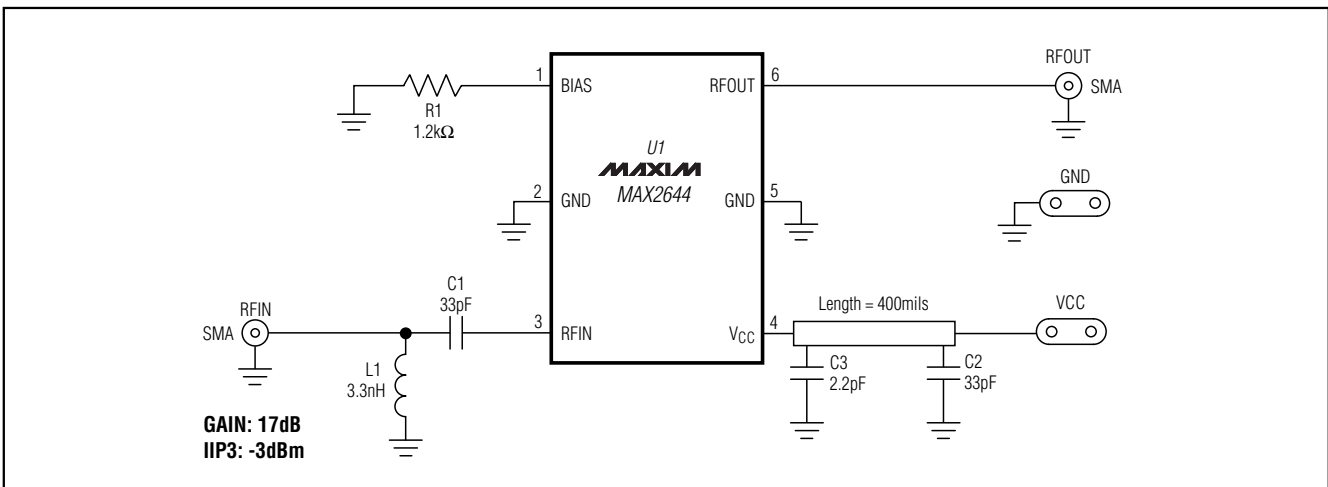 1 BIAS
R1
1.2kΩ
2 GND
RFIN
SMA
C1
33pF
3 RFIN
L1
3.3nH
GAIN: 17dB
IIP3: -3dBm
U1
MAXIM
MAX2644
RFOUT 6
RFOUT
SMA
GND 5
GND
VCC 4
Length = 400mils
VCC
C3
2.2pF
C2
33pF